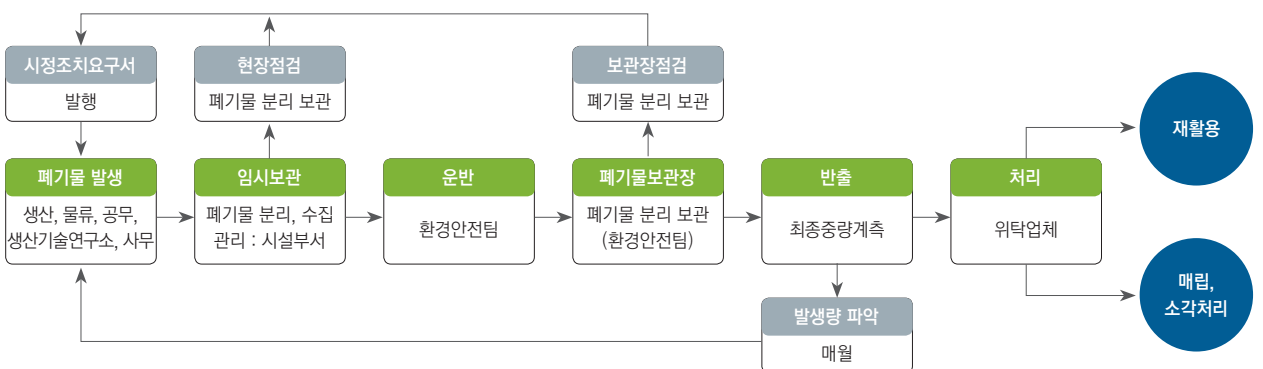 시정조치요구서
발행
현장점검
폐기물 분리 보관
보관장점검
폐기물 분리 보관
재활용
폐기물 발생
생산, 물류, 공무,
생산기술연구소, 사무
임시보관
폐기물 분리, 수집
관리 : 시설부서
운반
환경안전팀
폐기물보관장
폐기물 분리 보관
(환경안전팀)
반출
최종중량계측
처리
위탁업체
매립,
소각처리
발생량 파악
매월